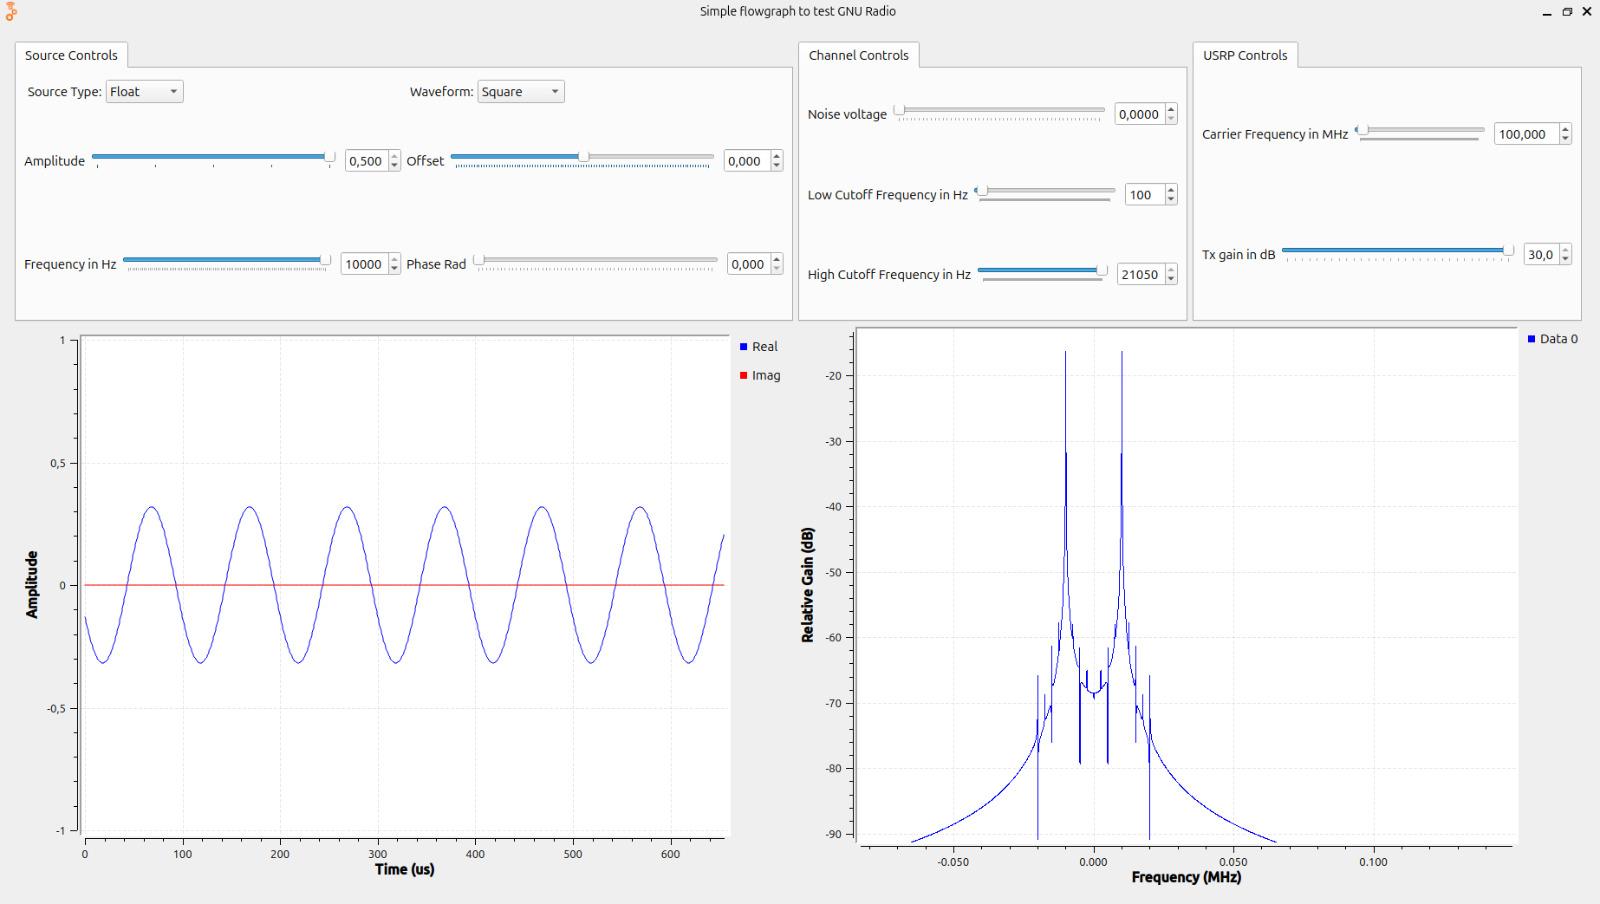 Simple flowgraph to test GNU Radio
Source Controls
Source Type: Float
Waveform: Square
Amplitude 0,500
Offset 0,000
Frequency in Hz 10000
Phase Rad 0,000
Channel Controls
Noise voltage 0,0000
Low Cutoff Frequency in Hz 100
High Cutoff Frequency in Hz 21050
USRP Controls
Carrier Frequency in MHz 100,000
Tx gain in dB 30,0
1
0,5
0
-0,5
-1
Amplitude
0 100 200 300 400 500 600
Time (us)
Real
Imag
-20
-30
-40
-50
-60
-70
-80
-90
Relative Gain (dB)
-0.050 0.000 0.050 0.100
Frequency (MHz)
Data 0